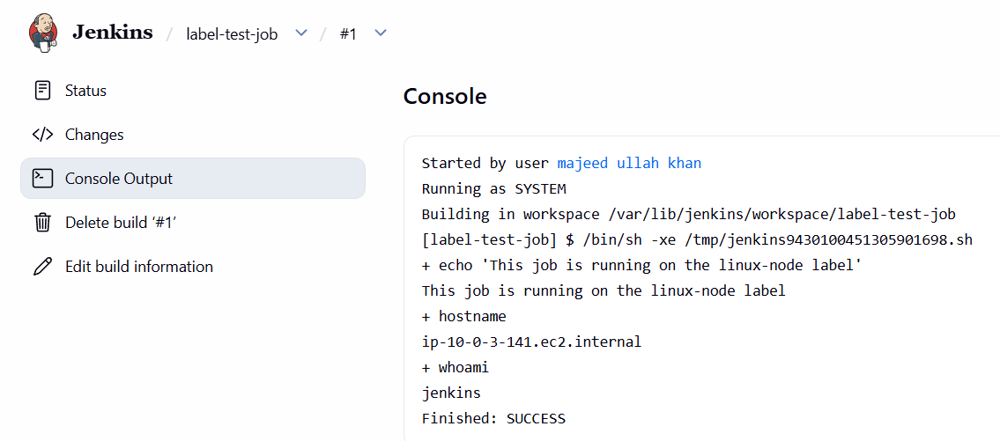 Jenkins / label-test-job / #1
Status
Changes
Console Output
Delete build ‘#1’
Edit build information
Console
Started by user majeed ullah khan
Running as SYSTEM
Building in workspace /var/lib/jenkins/workspace/label-test-job
[label-test-job] $ /bin/sh -xe /tmp/jenkins9430100451305901698.sh
+ echo 'This job is running on the linux-node label'
This job is running on the linux-node label
+ hostname
ip-10-0-3-141.ec2.internal
+ whoami
jenkins
Finished: SUCCESS